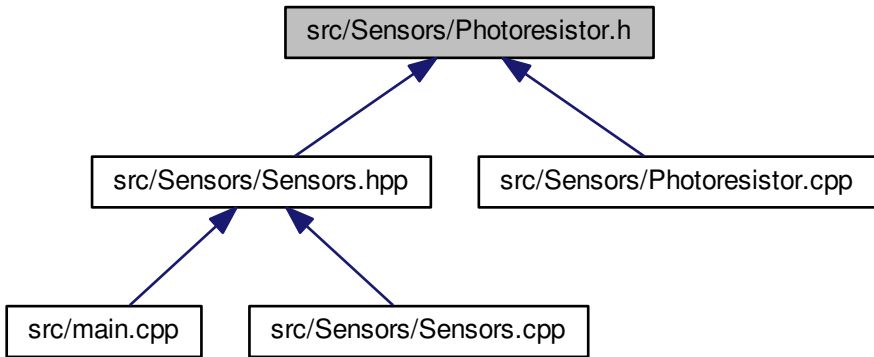 src/Sensors/Photoresistor.h
src/Sensors/Sensors.hpp
src/Sensors/Photoresistor.cpp
src/main.cpp
src/Sensors/Sensors.cpp